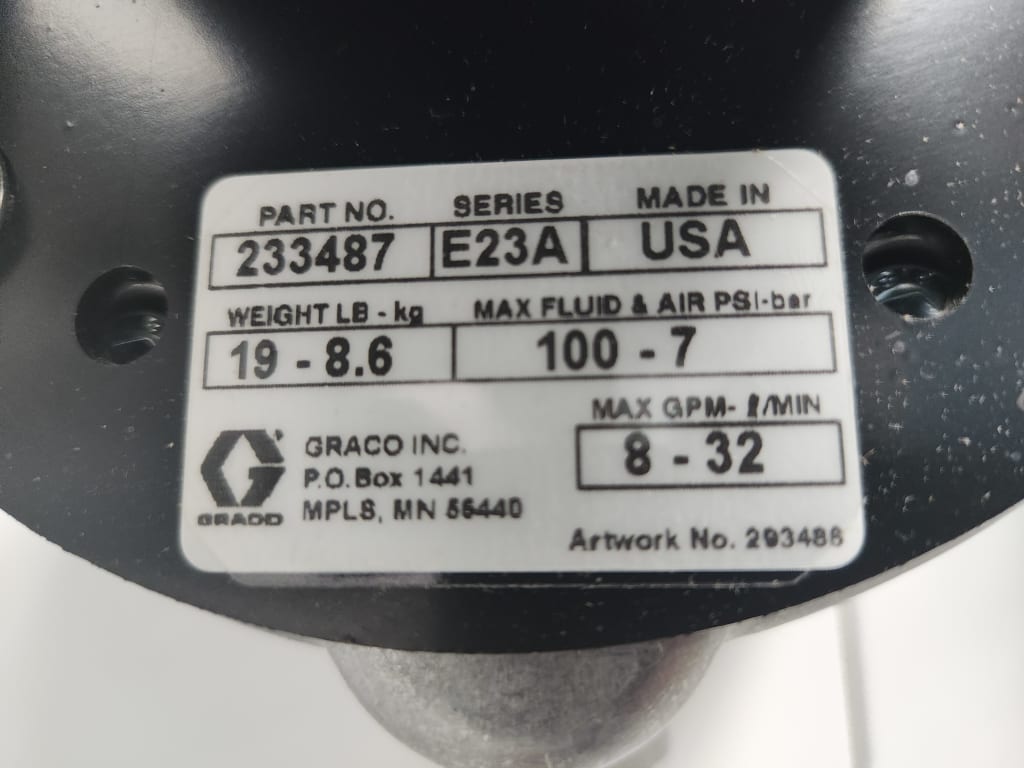 PART NO. SERIES MADE IN
233487 E23A USA
WEIGHT LB - kg MAX FLUID & AIR PSI-bar
19 - 8.6 100 - 7
MAX GPM- ℓ/MIN
8 - 32
GRACO INC.
P.O. Box 1441
MPLS, MN 55440
GRACO
Artwork No. 293486